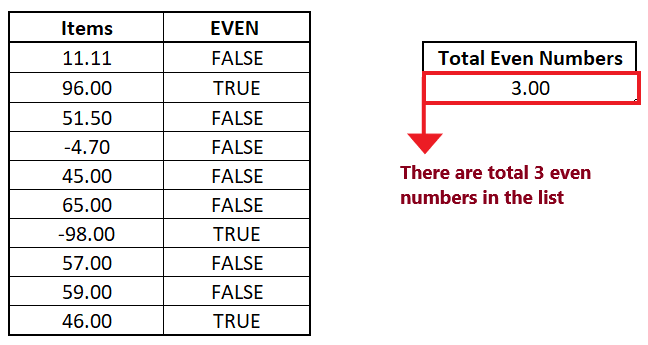 Items EVEN
11.11 FALSE
96.00 TRUE
51.50 FALSE
-4.70 FALSE
45.00 FALSE
65.00 FALSE
-98.00 TRUE
57.00 FALSE
59.00 FALSE
46.00 TRUE
Total Even Numbers
3.00
There are total 3 even
numbers in the list